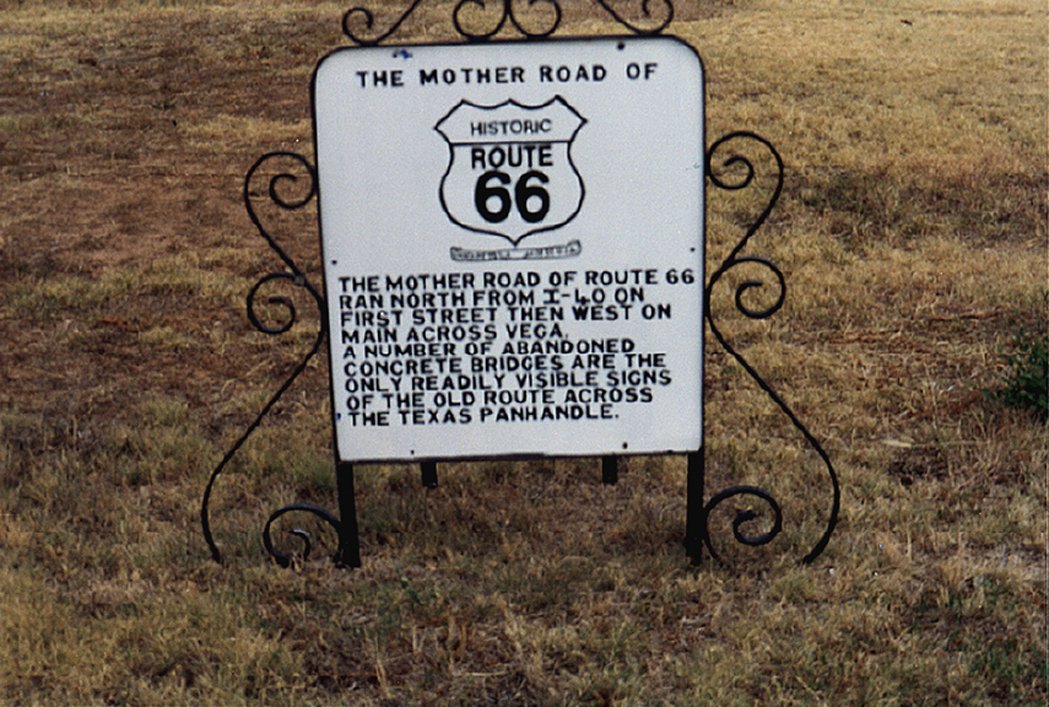 THE MOTHER ROAD OF
HISTORIC
ROUTE
66
THE MOTHER ROAD OF ROUTE 66
RAN NORTH FROM I-40 ON
FIRST STREET THEN WEST ON
MAIN ACROSS VEGA.
A NUMBER OF ABANDONED
CONCRETE BRIDGES ARE THE
ONLY READILY VISIBLE SIGNS
OF THE OLD ROUTE ACROSS
THE TEXAS PANHANDLE.